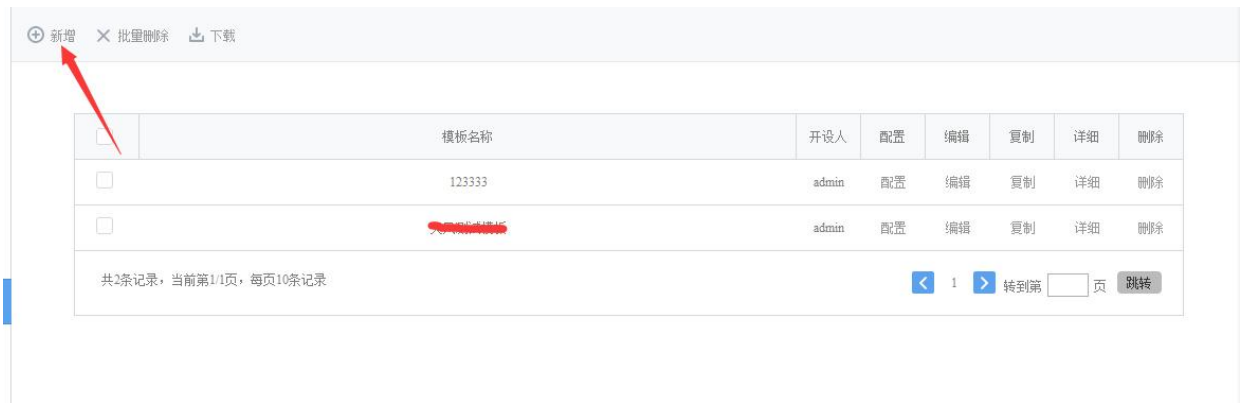 新增 批量删除 下载
模板名称 开设人 配置 编辑 复制 详细 删除
123333 admin 配置 编辑 复制 详细 删除
admin 配置 编辑 复制 详细 删除
共2条记录，当前第1/1页，每页10条记录 1 转到第 页 跳转